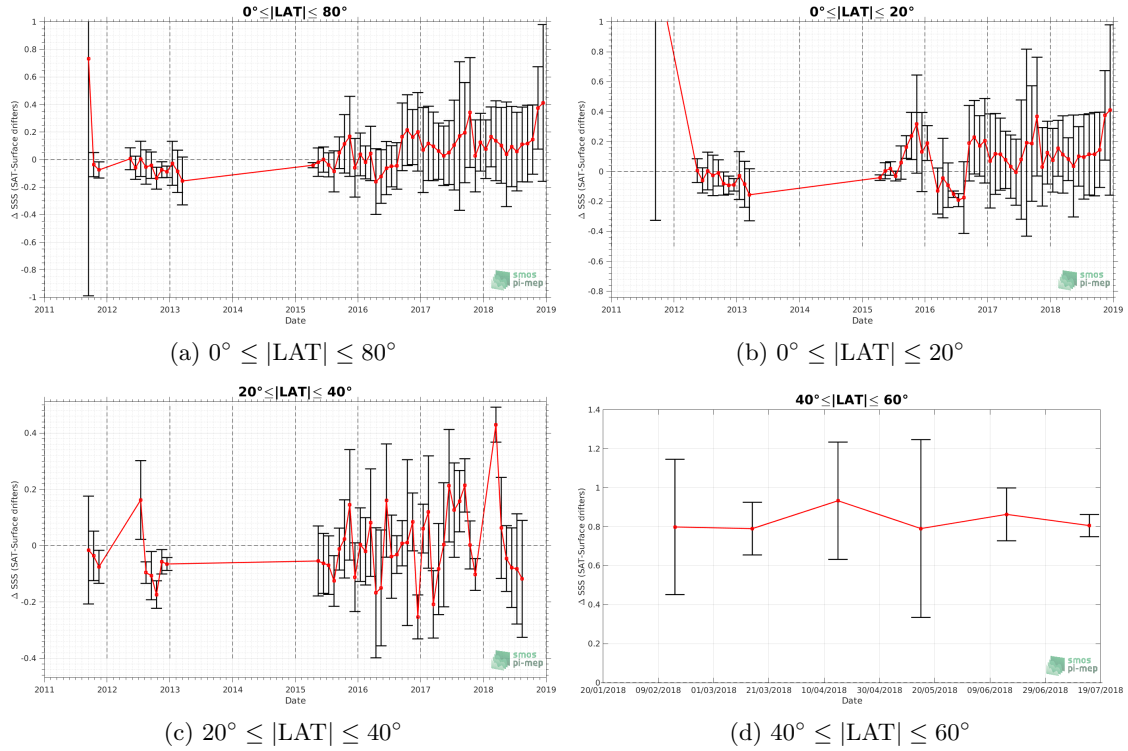 0°≤|LAT|≤ 80°
Δ SSS (SAT-Surface drifters)
1
0.8
0.6
0.4
0.2
0
-0.2
-0.4
-0.6
-0.8
-1
2011 2012 2013 2015 2016 2017 2018 2019
Date
smos
pi-mep
(a) 0° ≤ |LAT| ≤ 80°
0°≤|LAT|≤ 20°
Δ SSS (SAT-Surface drifters)
1
0.8
0.6
0.4
0.2
0
-0.2
-0.4
-0.6
-0.8
2011 2012 2013 2015 2016 2017 2018 2019
Date
smos
pi-mep
(b) 0° ≤ |LAT| ≤ 20°
20°≤|LAT|≤ 40°
Δ SSS (SAT-Surface drifters)
0.4
0.2
0
-0.2
-0.4
2011 2012 2013 2015 2016 2017 2018 2019
Date
smos
pi-mep
(c) 20° ≤ |LAT| ≤ 40°
40°≤|LAT|≤ 60°
Δ SSS (SAT-Surface drifters)
1.4
1.2
1
0.8
0.6
0.4
0.2
0
20/01/2018 09/02/2018 01/03/2018 21/03/2018 10/04/2018 30/04/2018 20/05/2018 09/06/2018 29/06/2018 19/07/2018
Date
smos
pi-mep
(d) 40° ≤ |LAT| ≤ 60°